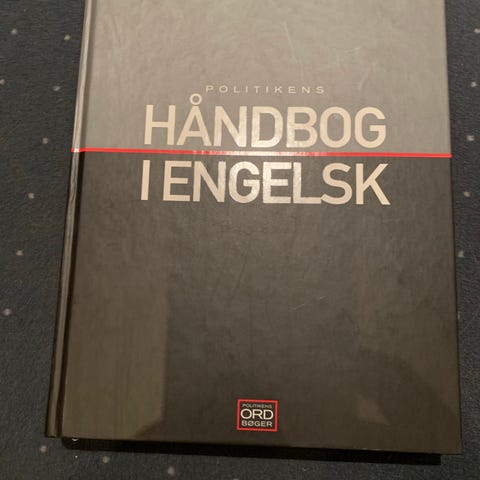 POLITIKENS
HÅNDBOG
I ENGELSK
POLITIKENS
ORD
BØGER